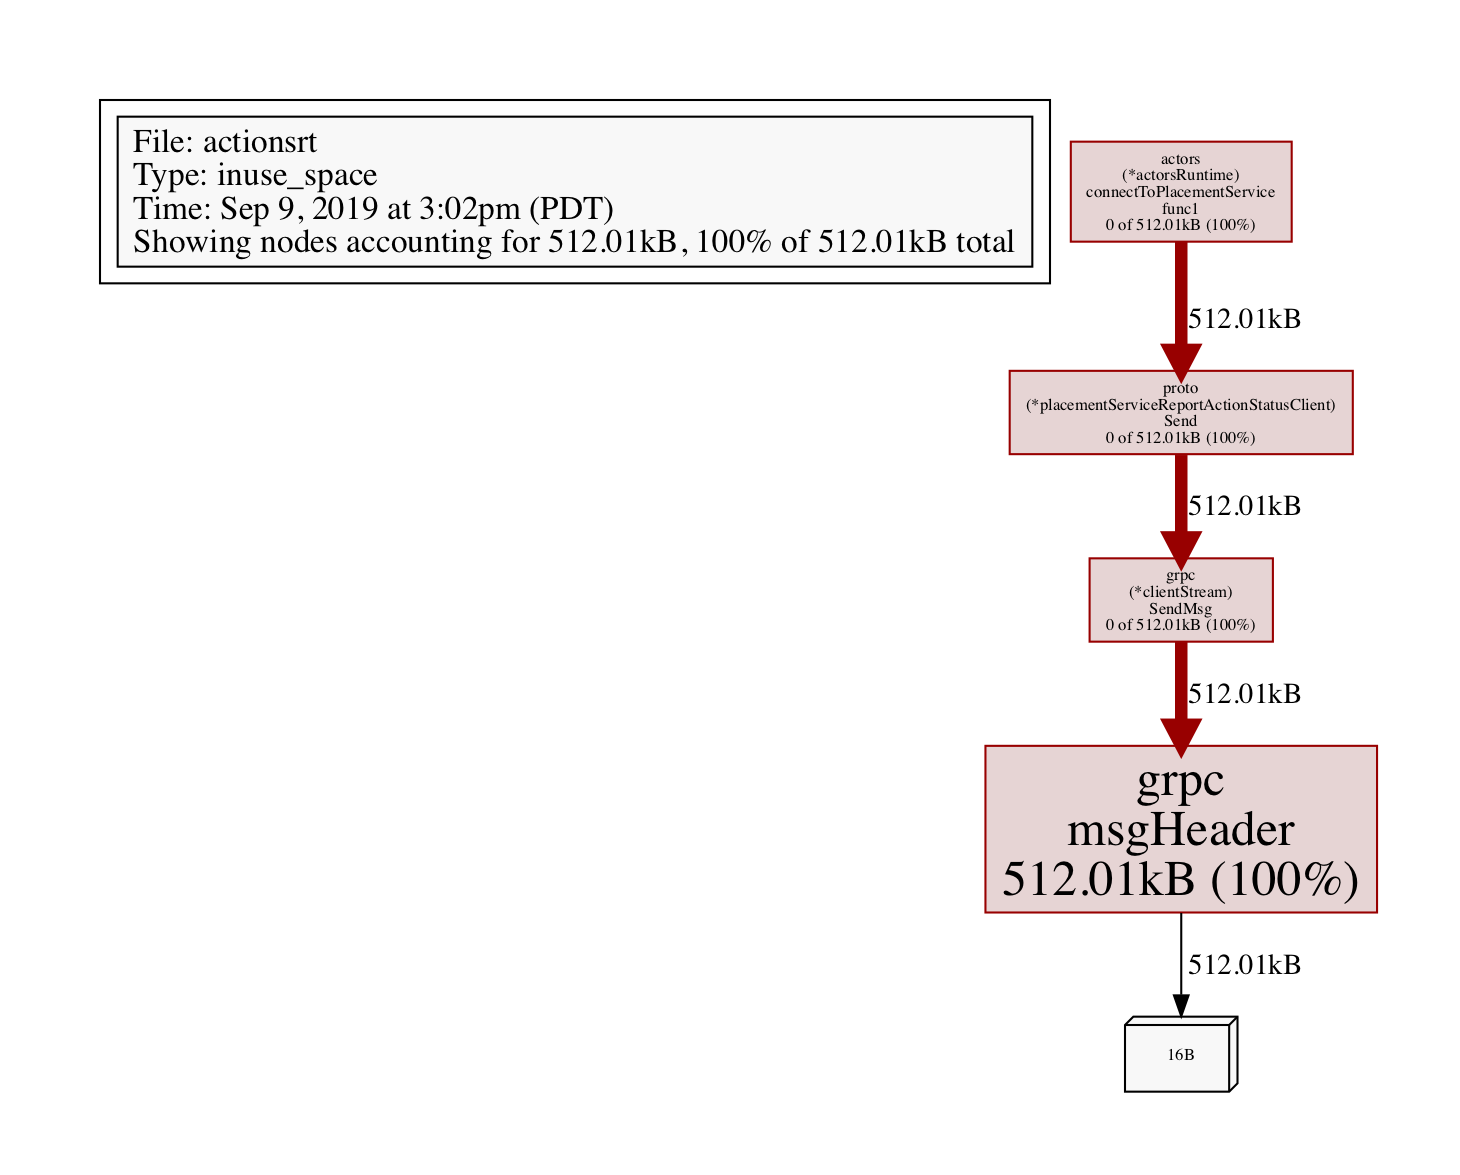 File: actionsrt
Type: inuse_space
Time: Sep 9, 2019 at 3:02pm (PDT)
Showing nodes accounting for 512.01kB, 100% of 512.01kB total
actors
(*actorsRuntime)
connectToPlacementService
func1
0 of 512.01kB (100%)
512.01kB
proto
(*placementServiceReportActionStatusClient)
Send
0 of 512.01kB (100%)
512.01kB
grpc
(*clientStream)
SendMsg
0 of 512.01kB (100%)
512.01kB
grpc
msgHeader
512.01kB (100%)
512.01kB
16B